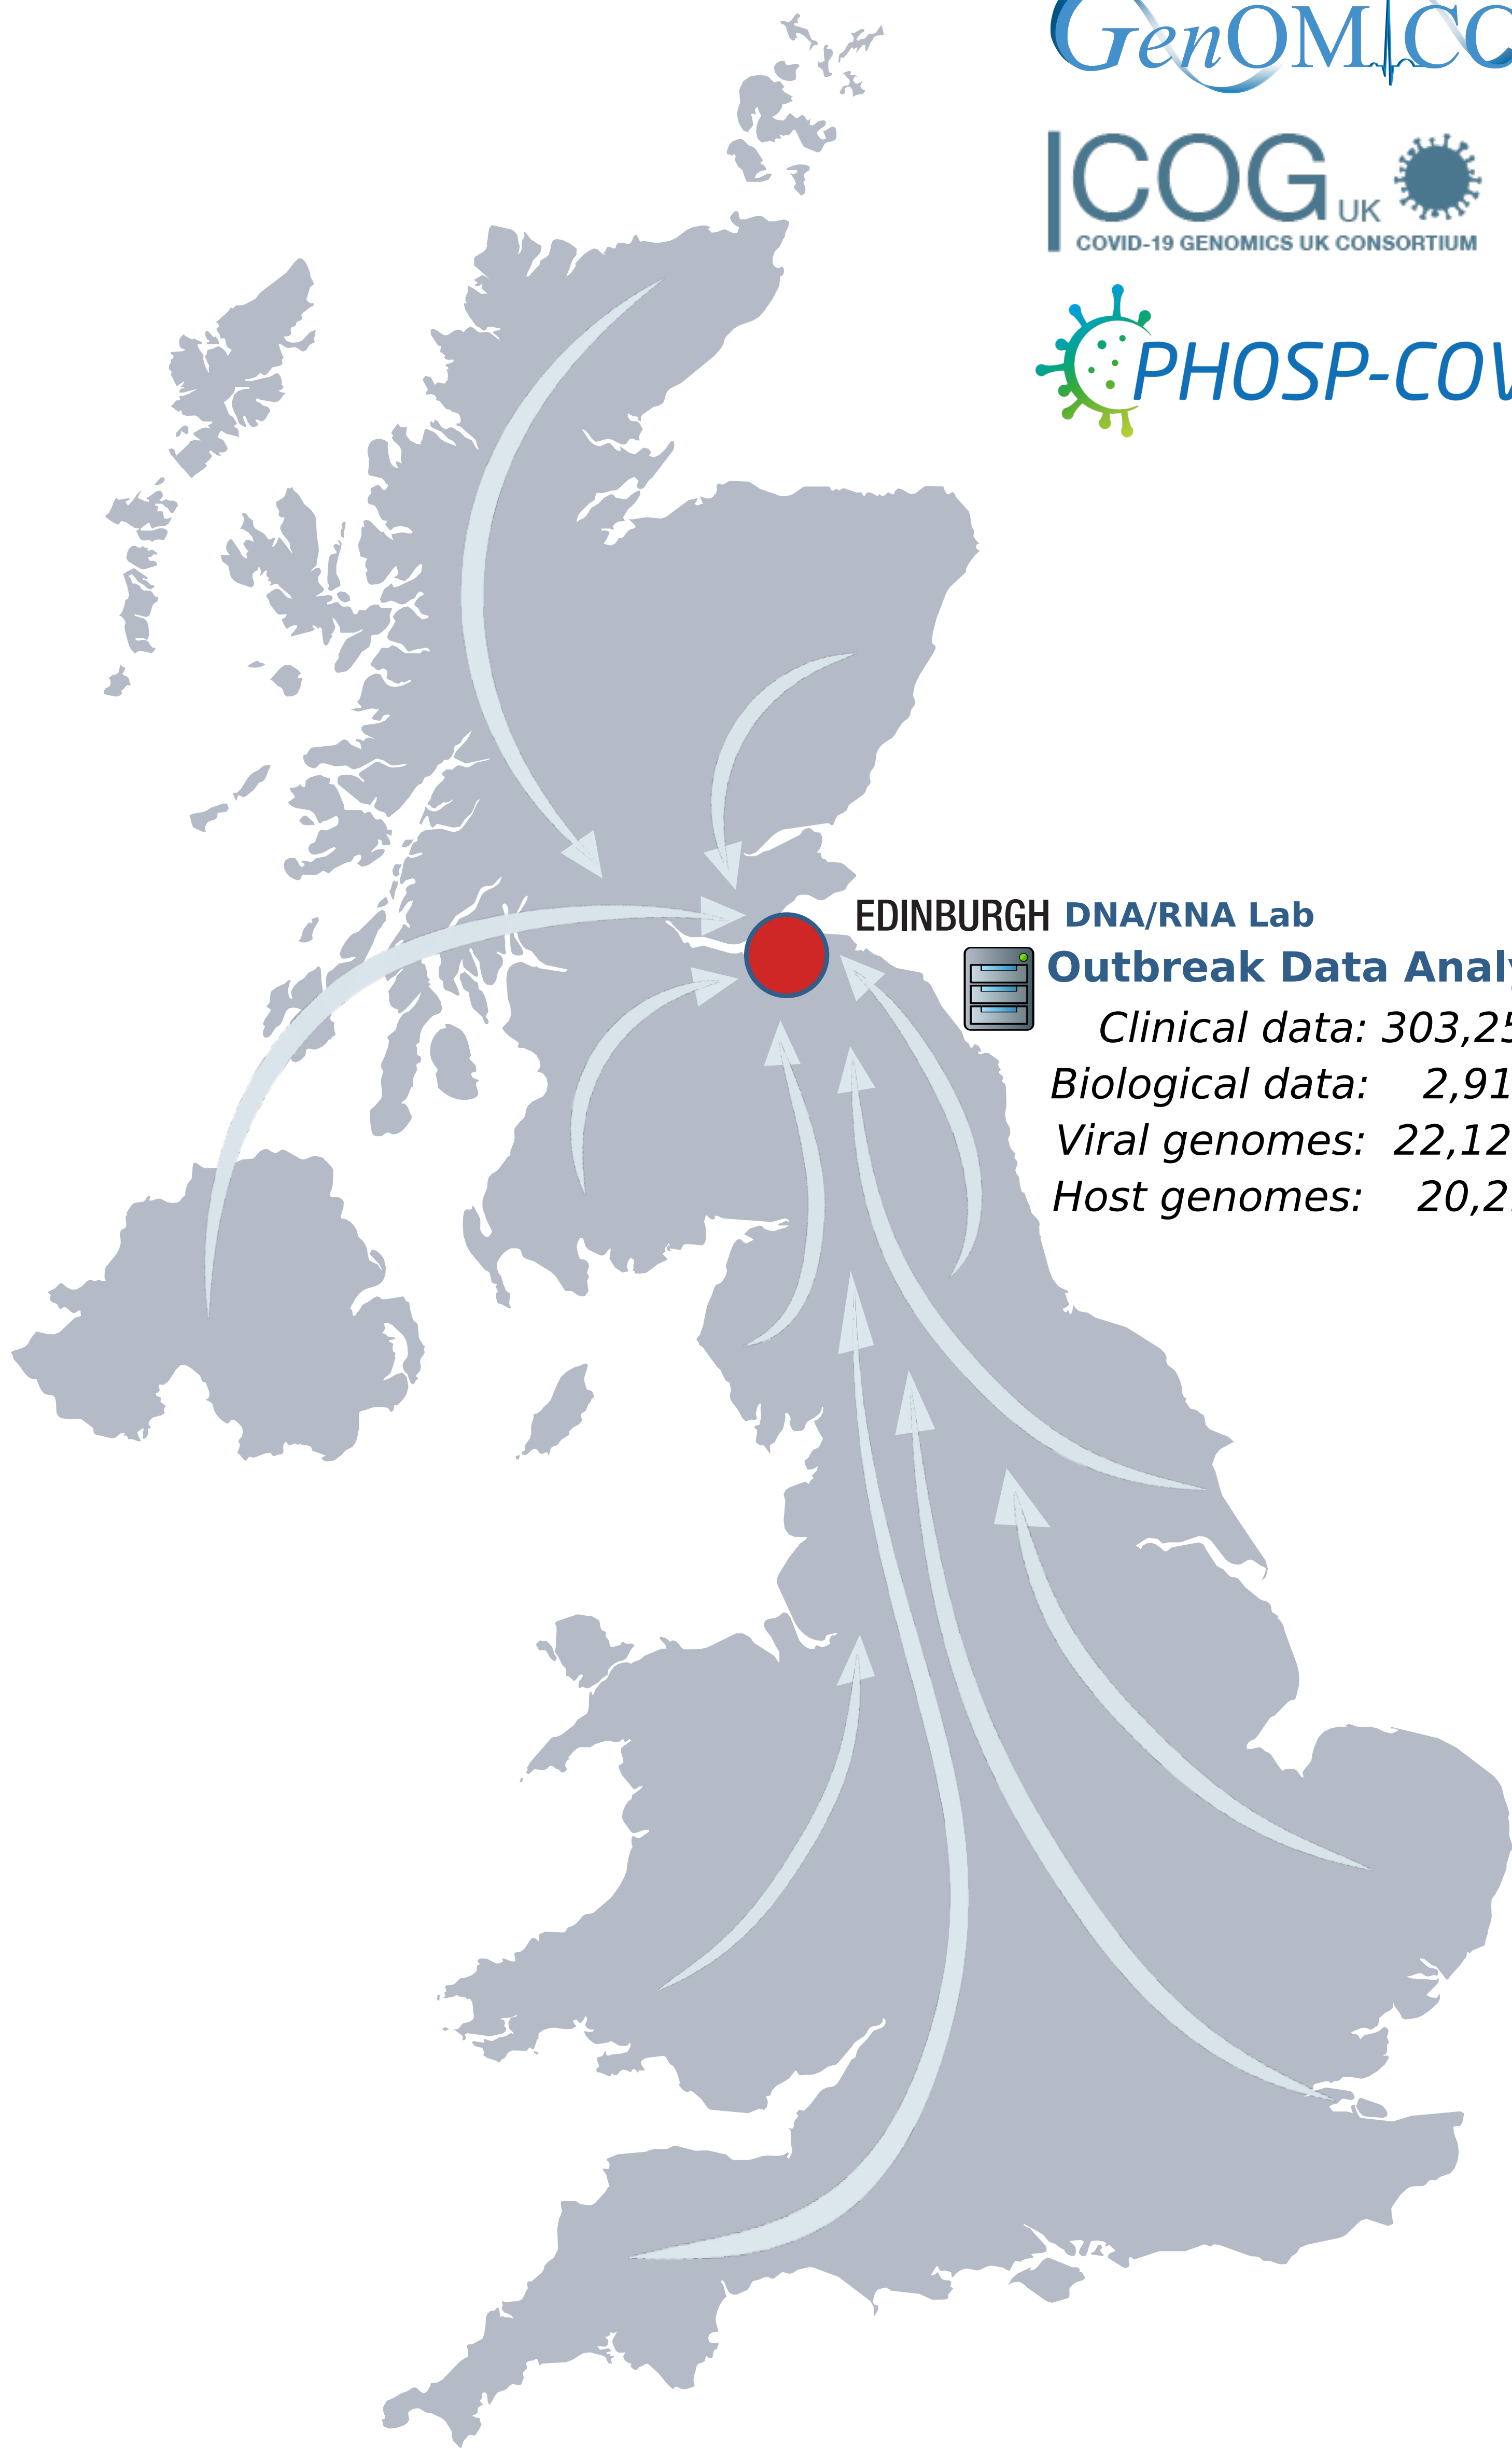 GenOMICC
COG UK
COVID-19 GENOMICS UK CONSORTIUM
PHOSP-COV
EDINBURGH DNA/RNA Lab
Outbreak Data Analy
Clinical data: 303,25
Biological data: 2,91
Viral genomes: 22,12
Host genomes: 20,2